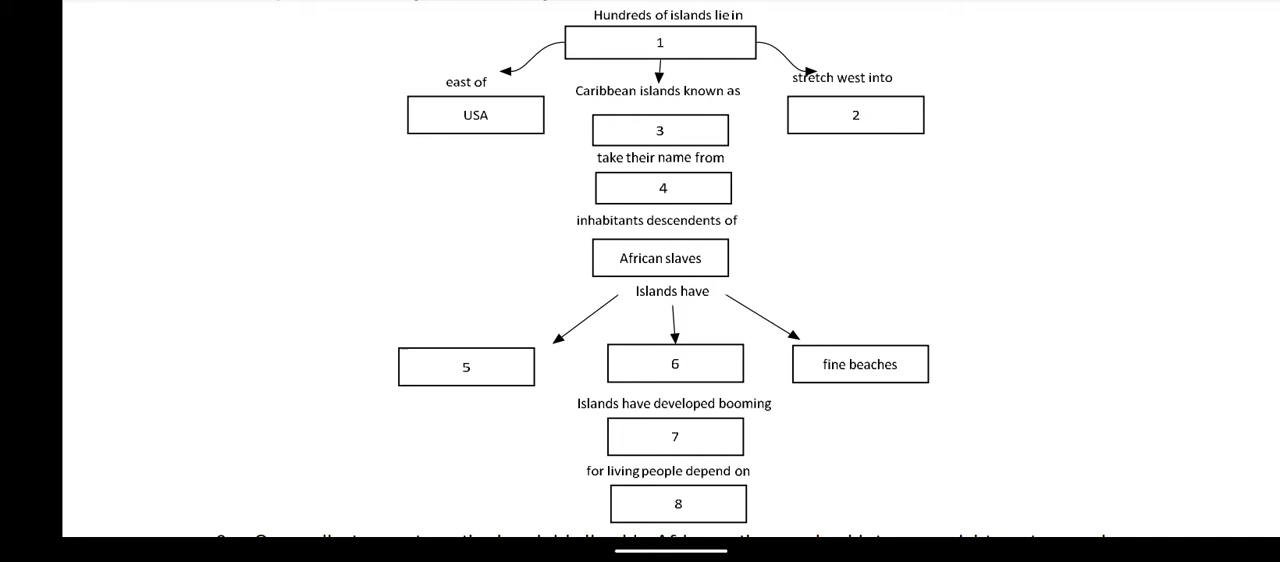 Hundreds of islands lie in
1
east of
stretch west into
Caribbean islands known as
USA
2
3
take their name from
4
inhabitants descendents of
African slaves
Islands have
5
6
fine beaches
Islands have developed booming
7
for living people depend on
8